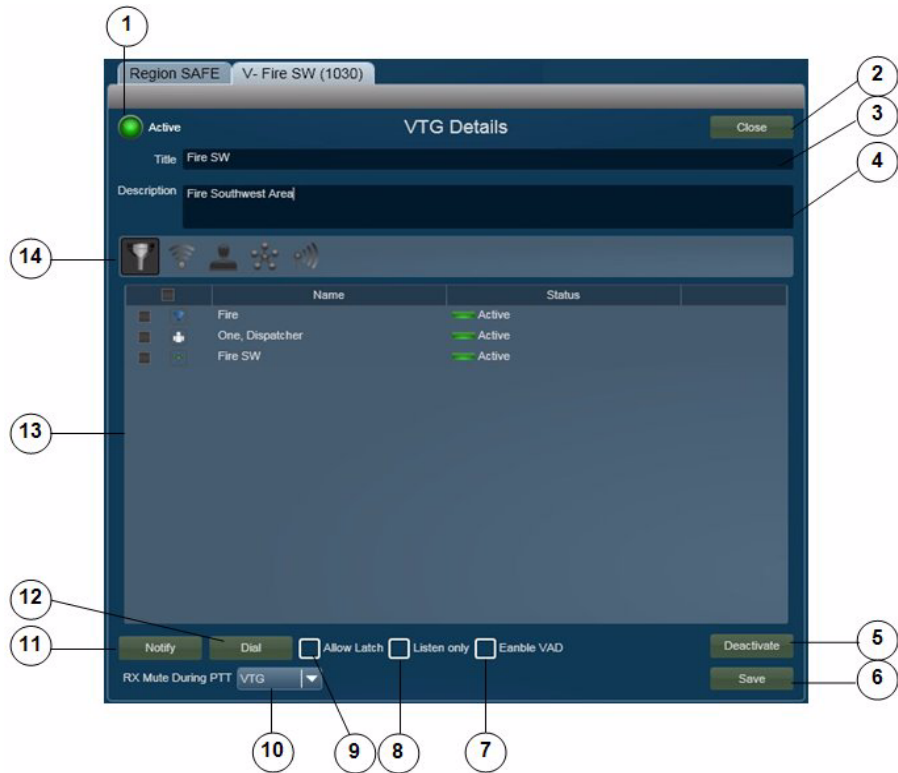 1
Region SAFE V- Fire SW (1030)
2
Active VTG Details Close
3
Title Fire SW
4
Description Fire Southwest Area
14
Name Status
Fire Active
One, Dispatcher Active
Fire SW Active
13
12
11 Notify Dial Allow Latch Listen only Eanble VAD Deactivate 5
RX Mute During PTT VTG Save 6
10 9 8 7